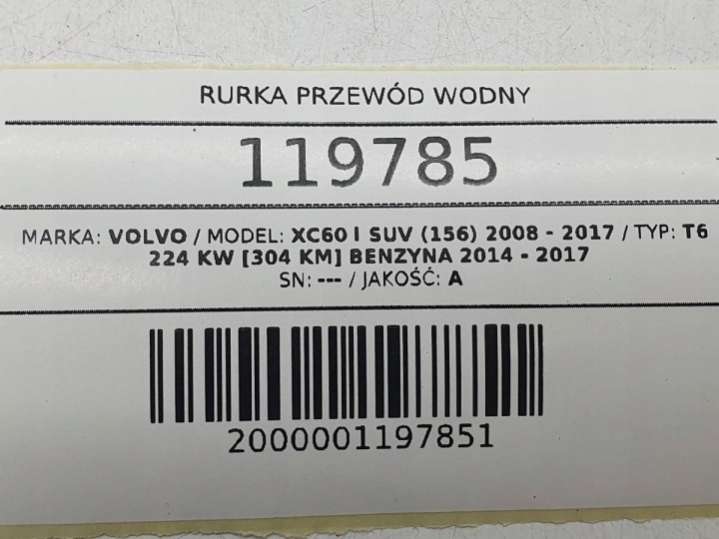 RURKA PRZEWÓD WODNY
119785
MARKA: VOLVO / MODEL: XC60 I SUV (156) 2008 - 2017 / TYP: T6
224 KW [304 KM] BENZYNA 2014 - 2017
SN: --- / JAKOŚĆ: A
2000001197851